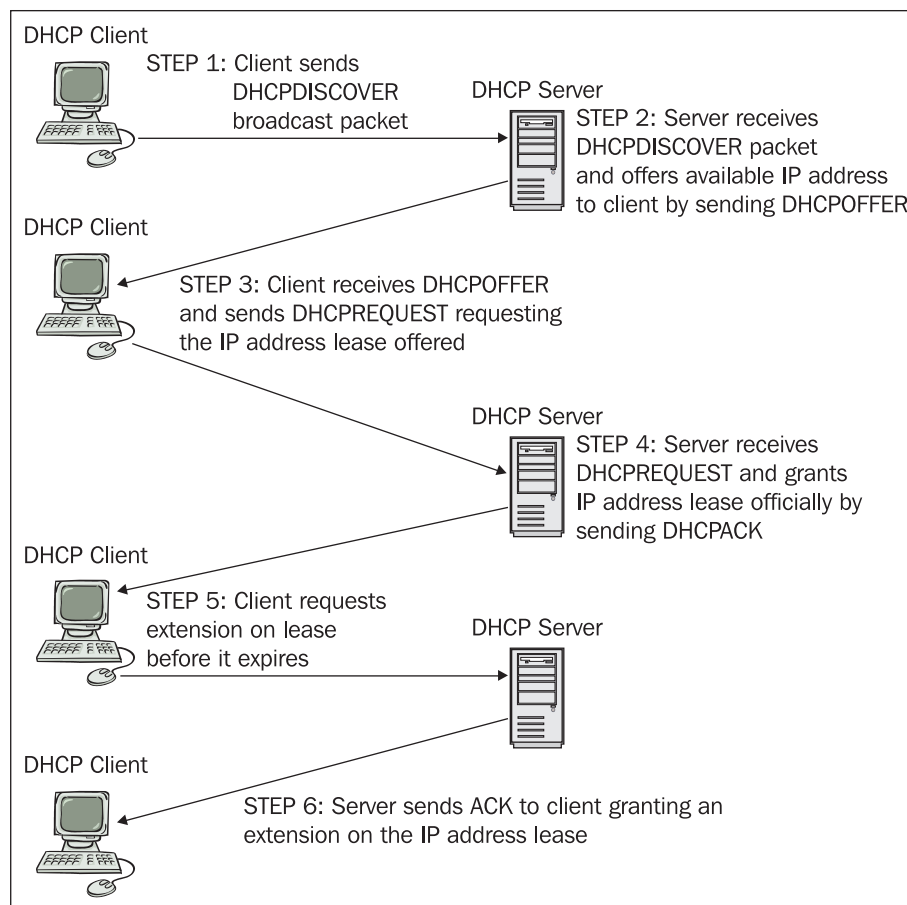 DHCP Client
STEP 1: Client sends
DHCPDISCOVER
broadcast packet
DHCP Server
STEP 2: Server receives
DHCPDISCOVER packet
and offers available IP address
to client by sending DHCPOFFER
DHCP Client
STEP 3: Client receives DHCPOFFER
and sends DHCPREQUEST requesting
the IP address lease offered
DHCP Server
STEP 4: Server receives
DHCPREQUEST and grants
IP address lease officially by
sending DHCPACK
DHCP Client
STEP 5: Client requests
extension on lease
before it expires
DHCP Server
DHCP Client
STEP 6: Server sends ACK to client granting an
extension on the IP address lease